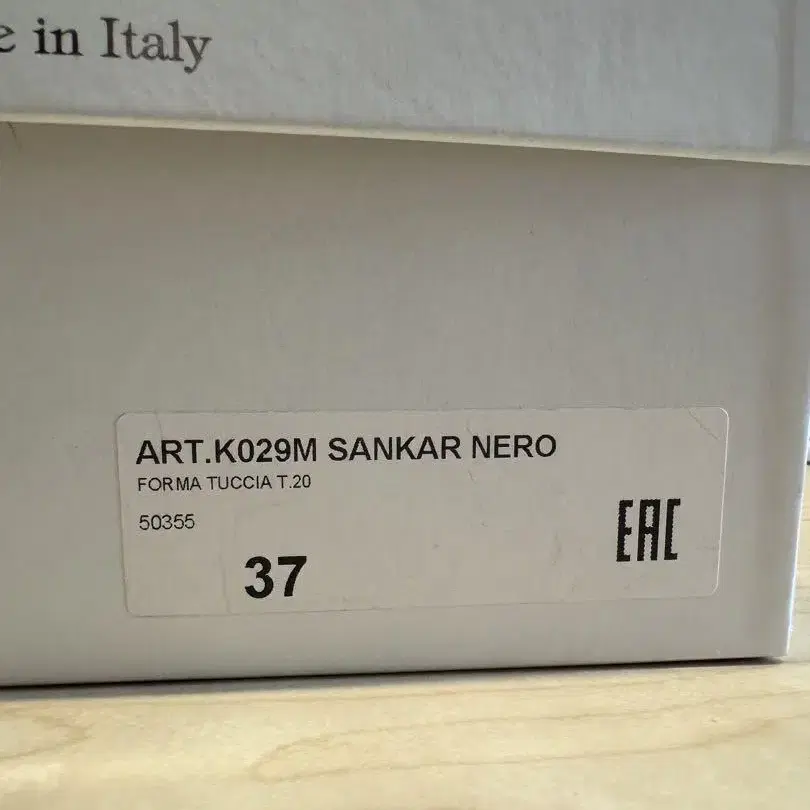 e in Italy
ART.K029M SANKAR NERO
FORMA TUCCIA T.20
50355
37
EAC